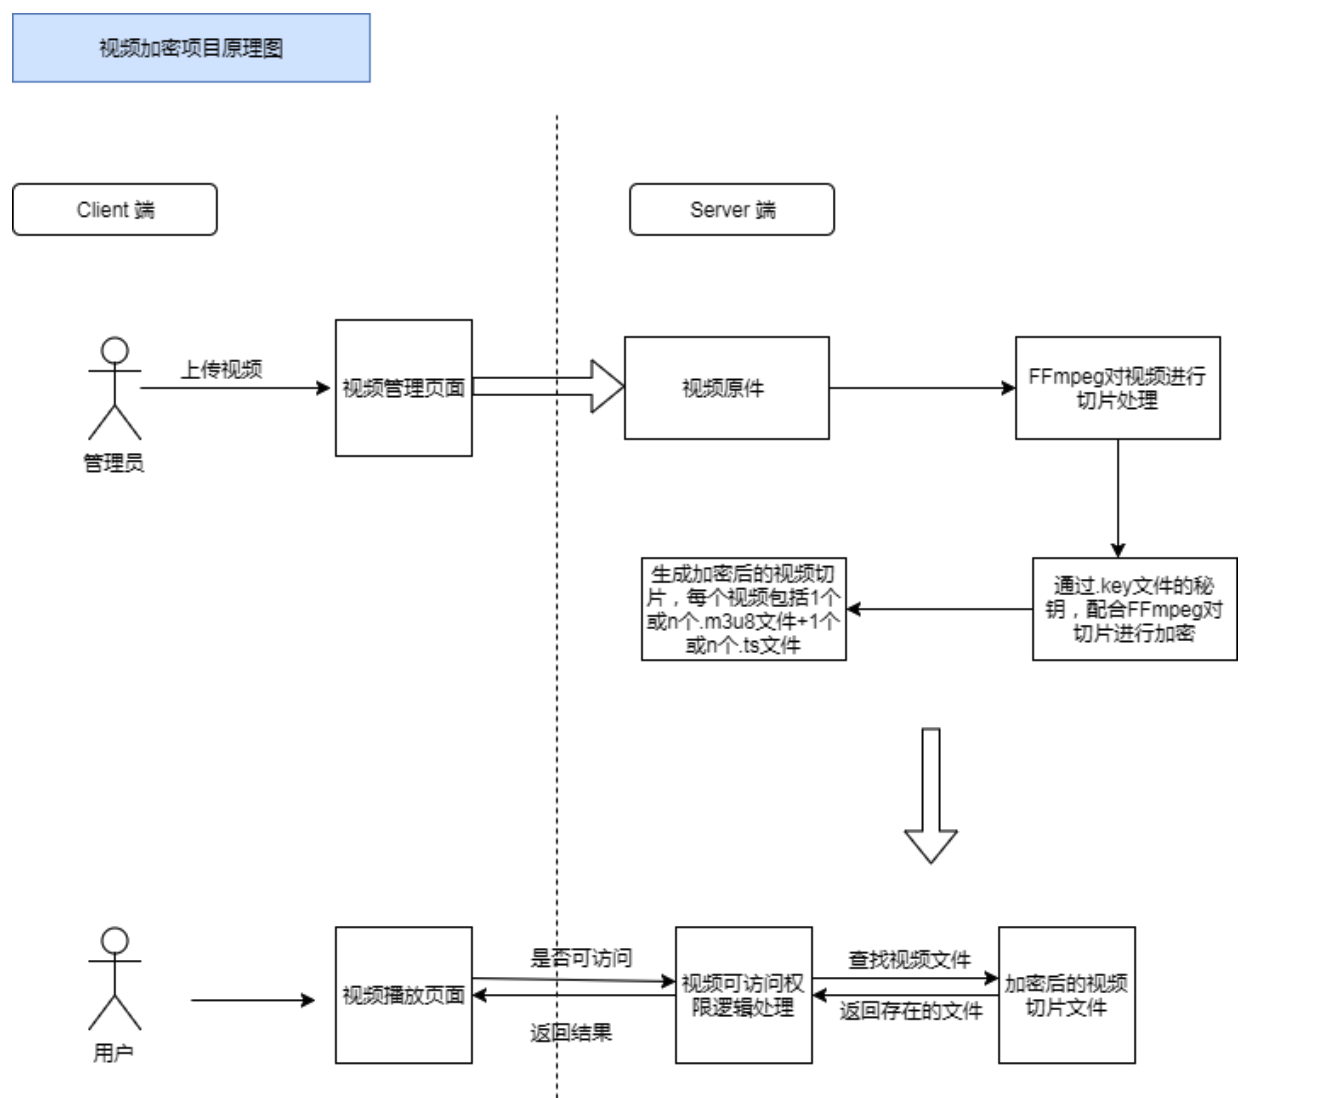 视频加密项目原理图
Client 端
Server 端
上传视频
管理员
视频管理页面
视频原件
FFmpeg对视频进行
切片处理
生成加密后的视频切
片，每个视频包括1个
或n个.m3u8文件+1个
或n个.ts文件
通过.key文件的秘
钥，配合FFmpeg对
切片进行加密
用户
视频播放页面
是否可访问
返回结果
视频可访问权
限逻辑处理
查找视频文件
返回存在的文件
加密后的视频
切片文件